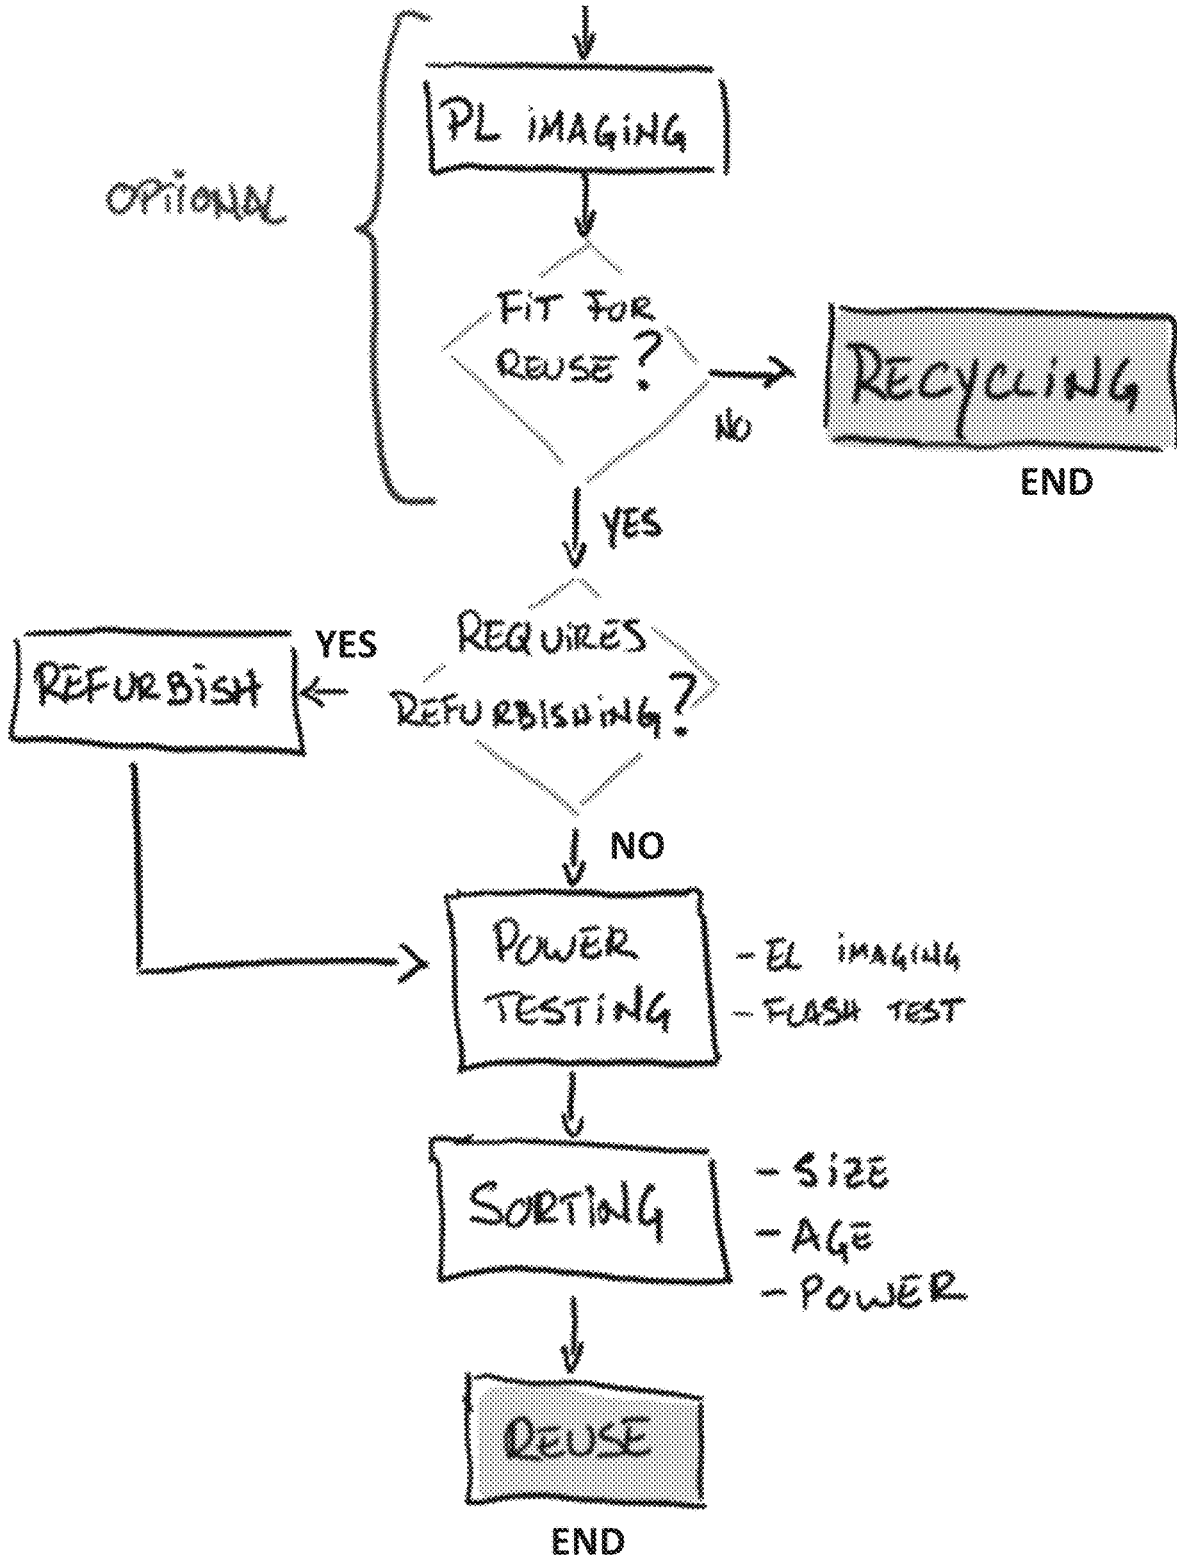 PL iMAGiNG
OPTiONAL
FiT FOR
REUSE?
RECYCLiNG
NO
END
YES
REQUiRES
YES
REFURBiSH
REFURBISHiNG?
NO
POWER
TESTiNG
- EL iMAGiNG
- FLASH TEST
SORTiNG
- SiZE
- AGE
- POWER
REUSE
END